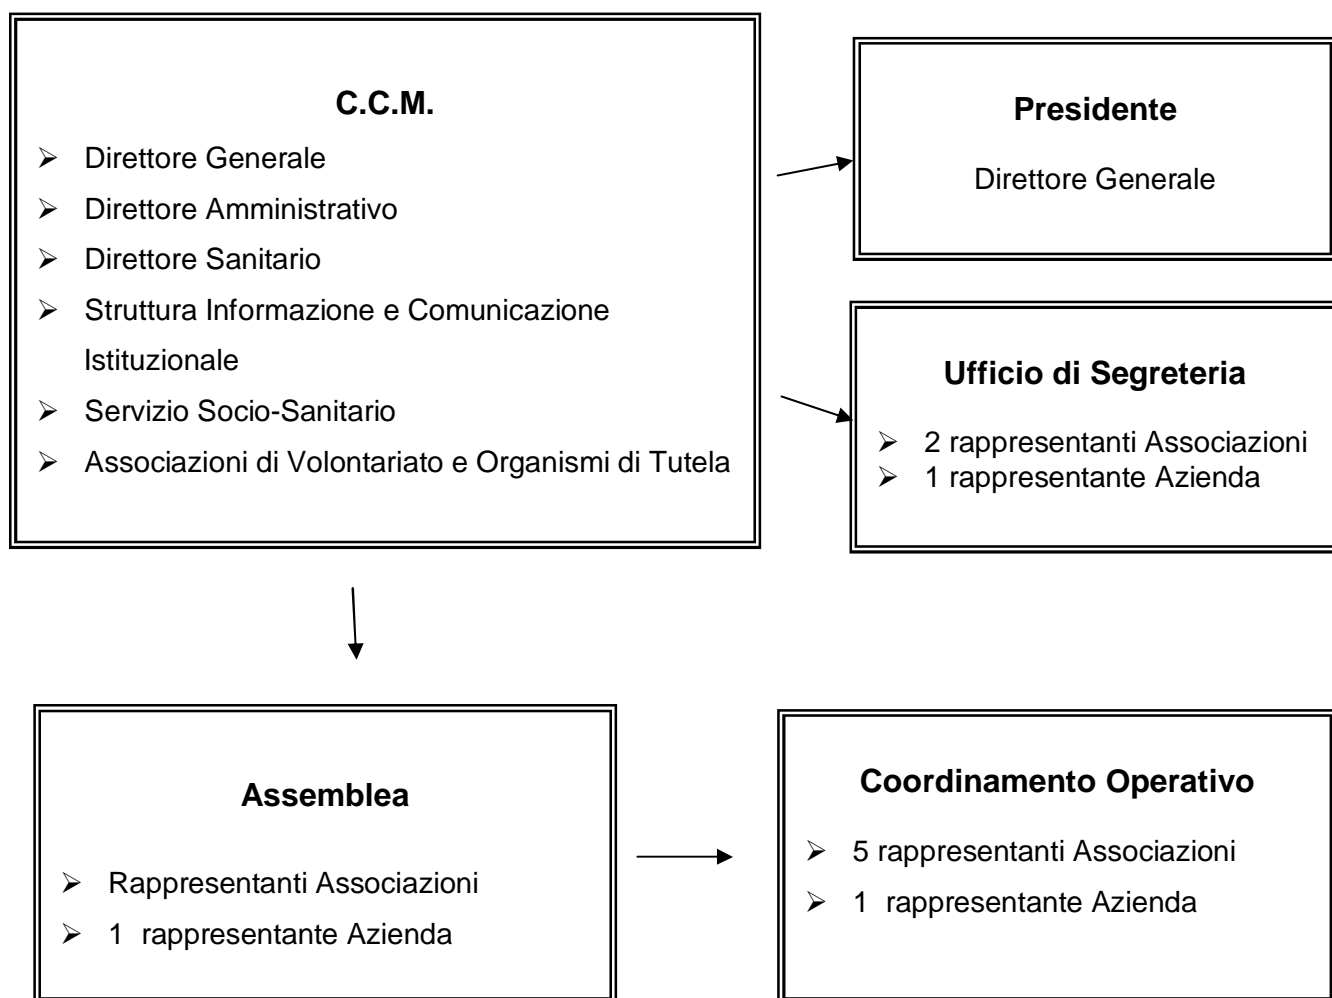 C.C.M.
➢ Direttore Generale
➢ Direttore Amministrativo
➢ Direttore Sanitario
➢ Struttura Informazione e Comunicazione
Istituzionale
➢ Servizio Socio-Sanitario
➢ Associazioni di Volontariato e Organismi di Tutela
Presidente
Direttore Generale
Ufficio di Segreteria
➢ 2 rappresentanti Associazioni
➢ 1 rappresentante Azienda
Assemblea
➢ Rappresentanti Associazioni
➢ 1 rappresentante Azienda
Coordinamento Operativo
➢ 5 rappresentanti Associazioni
➢ 1 rappresentante Azienda